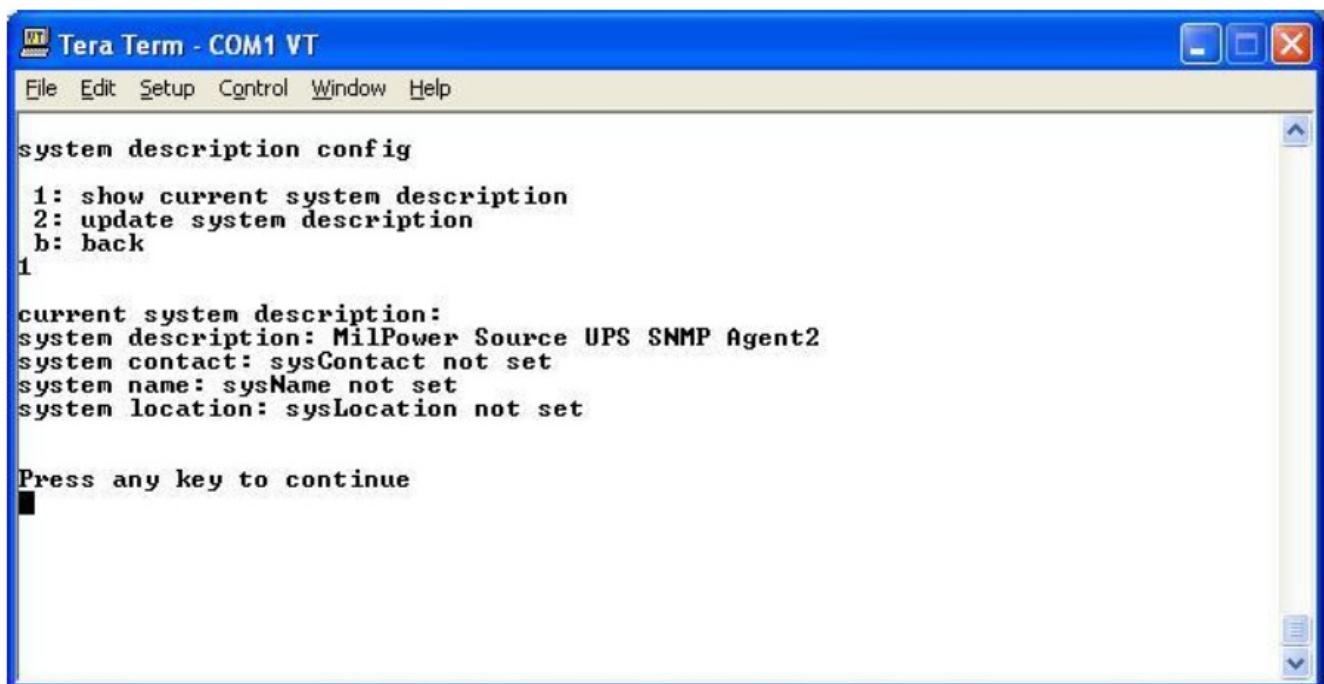 Tera Term - COM1 VT
File Edit Setup Control Window Help
system description config
1: show current system description
2: update system description
b: back
1
current system description:
system description: MilPower Source UPS SNMP Agent2
system contact: sysContact not set
system name: sysName not set
system location: sysLocation not set
Press any key to continue